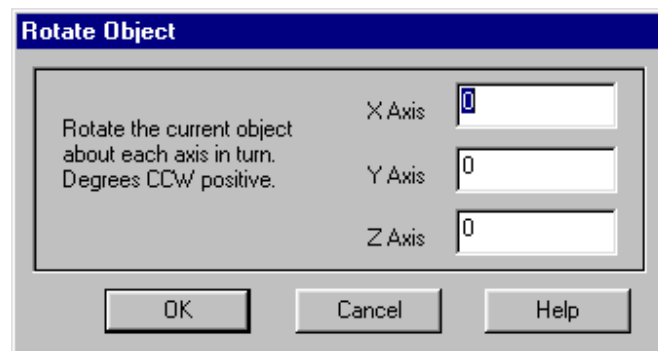 Rotate Object
Rotate the current object
about each axis in turn.
Degrees CCW positive.
X Axis
0
Y Axis
0
Z Axis
0
OK
Cancel
Help